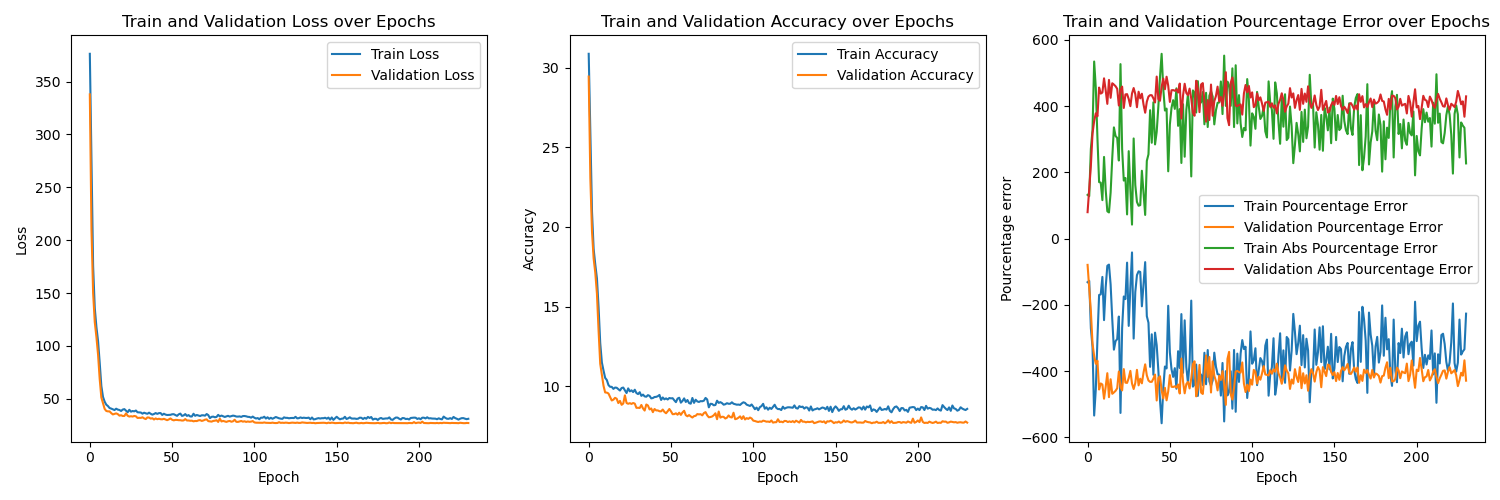 Train and Validation Loss over Epochs
Train Loss
Validation Loss
350
300
250
200
150
100
50
Loss
0
50
100
150
200
Epoch
Train and Validation Accuracy over Epochs
Train Accuracy
Validation Accuracy
30
25
20
15
10
Accuracy
0
50
100
150
200
Epoch
Train and Validation Pourcentage Error over Epochs
600
400
200
0
−200
−400
−600
Pourcentage error
Train Pourcentage Error
Validation Pourcentage Error
Train Abs Pourcentage Error
Validation Abs Pourcentage Error
0
50
100
150
200
Epoch